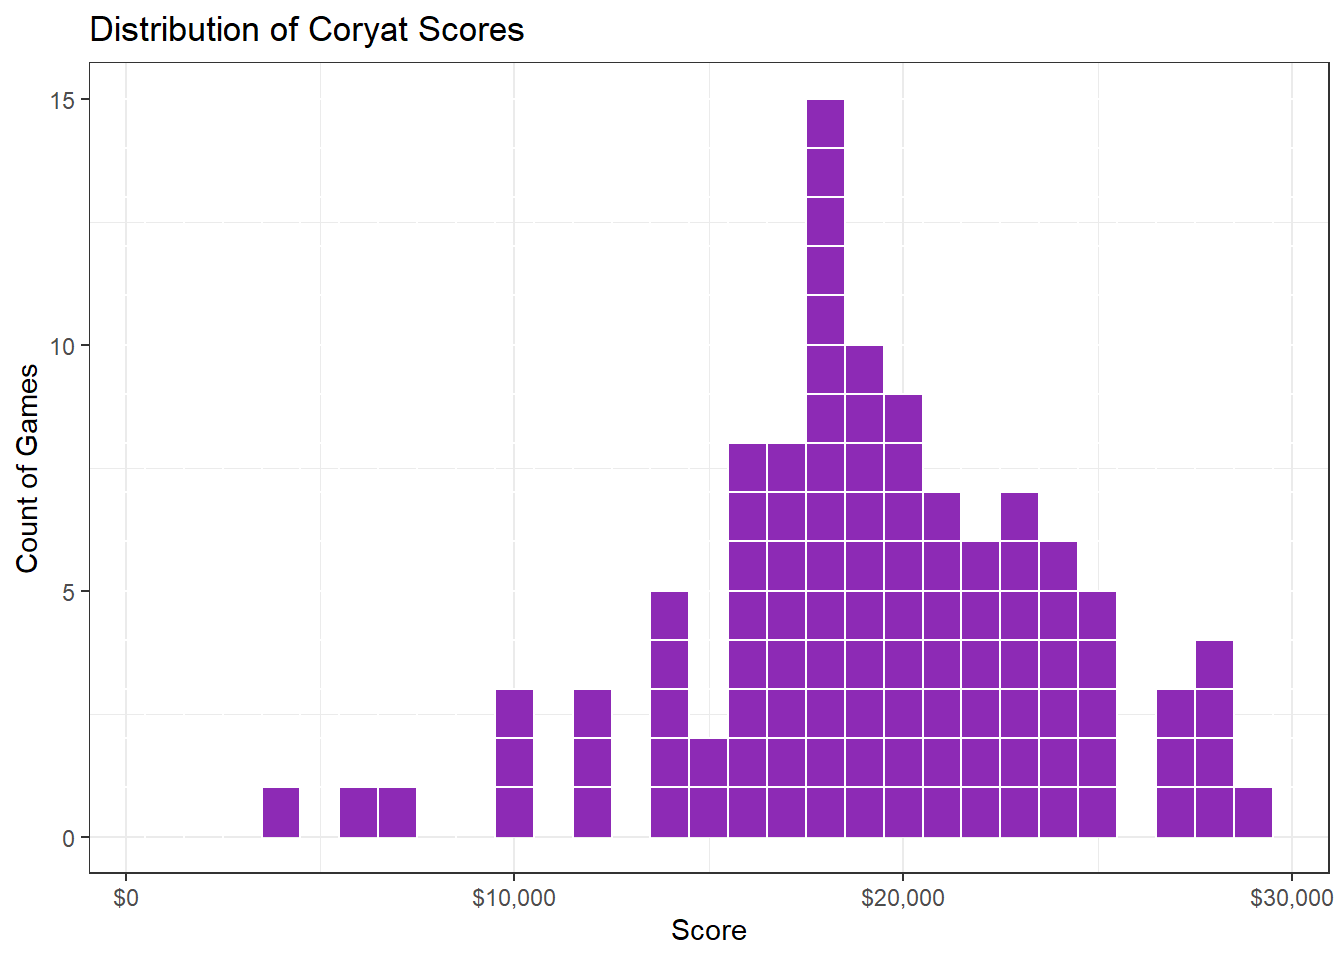 Distribution of Coryat Scores
15
10
5
0
Count of Games
$0 $10,000 $20,000 $30,000
Score